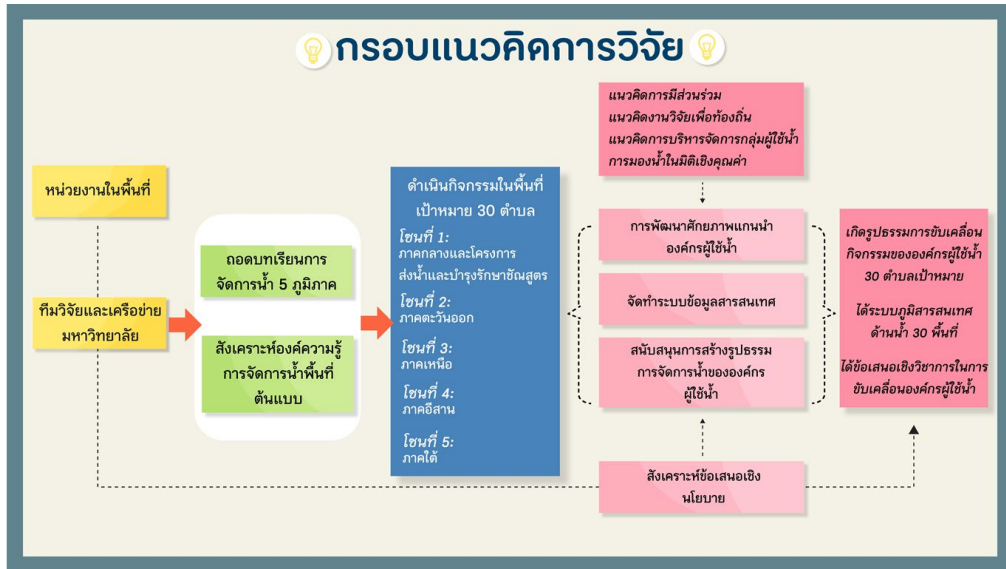 กรอบแนวคิดการวิจัย
หน่วยงานในพื้นที่
ทีมวิจัยและเครือข่าย
มหาวิทยาลัย
ถอดบทเรียนการ
จัดการน้ำ 5 ภูมิภาค
สังเคราะห์องค์ความรู้
การจัดการน้ำพื้นที่
ต้นแบบ
ดำเนินกิจกรรมในพื้นที่
เป้าหมาย 30 ตำบล
โซนที่ 1:
ภาคกลางและโครงการ
ส่งน้ำและบำรุงรักษาชัณสูตร
โซนที่ 2:
ภาคตะวันออก
โซนที่ 3:
ภาคเหนือ
โซนที่ 4:
ภาคอีสาน
โซนที่ 5:
ภาคใต้
แนวคิดการมีส่วนร่วม
แนวคิดงานวิจัยเพื่อท้องถิ่น
แนวคิดการบริหารจัดการกลุ่มผู้ใช้น้ำ
การมองน้ำในมิติเชิงคุณค่า
การพัฒนาศักยภาพแกนนำ
องค์กรผู้ใช้น้ำ
จัดทำระบบข้อมูลสารสนเทศ
สนับสนุนการสร้างรูปธรรม
การจัดการน้ำขององค์กร
ผู้ใช้น้ำ
สังเคราะห์ข้อเสนอเชิง
นโยบาย
เกิดรูปธรรมการขับเคลื่อน
กิจกรรมขององค์กรผู้ใช้น้ำ
30 ตำบลเป้าหมาย
ได้ระบบภูมิสารสนเทศ
ด้านน้ำ 30 พื้นที่
ได้ข้อเสนอเชิงวิชาการในการ
ขับเคลื่อนองค์กรผู้ใช้น้ำ